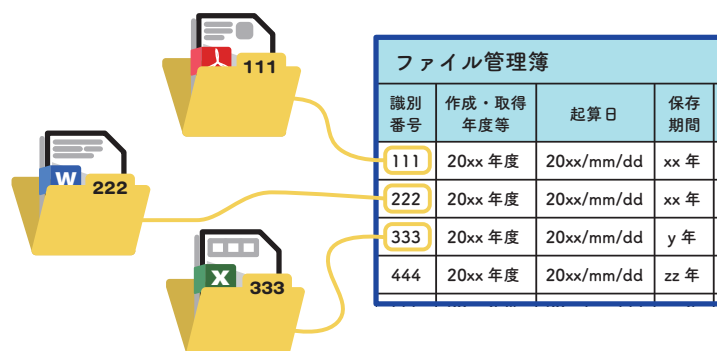 111
W
222
X
333
ファイル管理簿
識別番号 作成・取得年度等 起算日 保存期間
111 20xx 年度 20xx/mm/dd xx 年
222 20xx 年度 20xx/mm/dd xx 年
333 20xx 年度 20xx/mm/dd y 年
444 20xx 年度 20xx/mm/dd zz 年